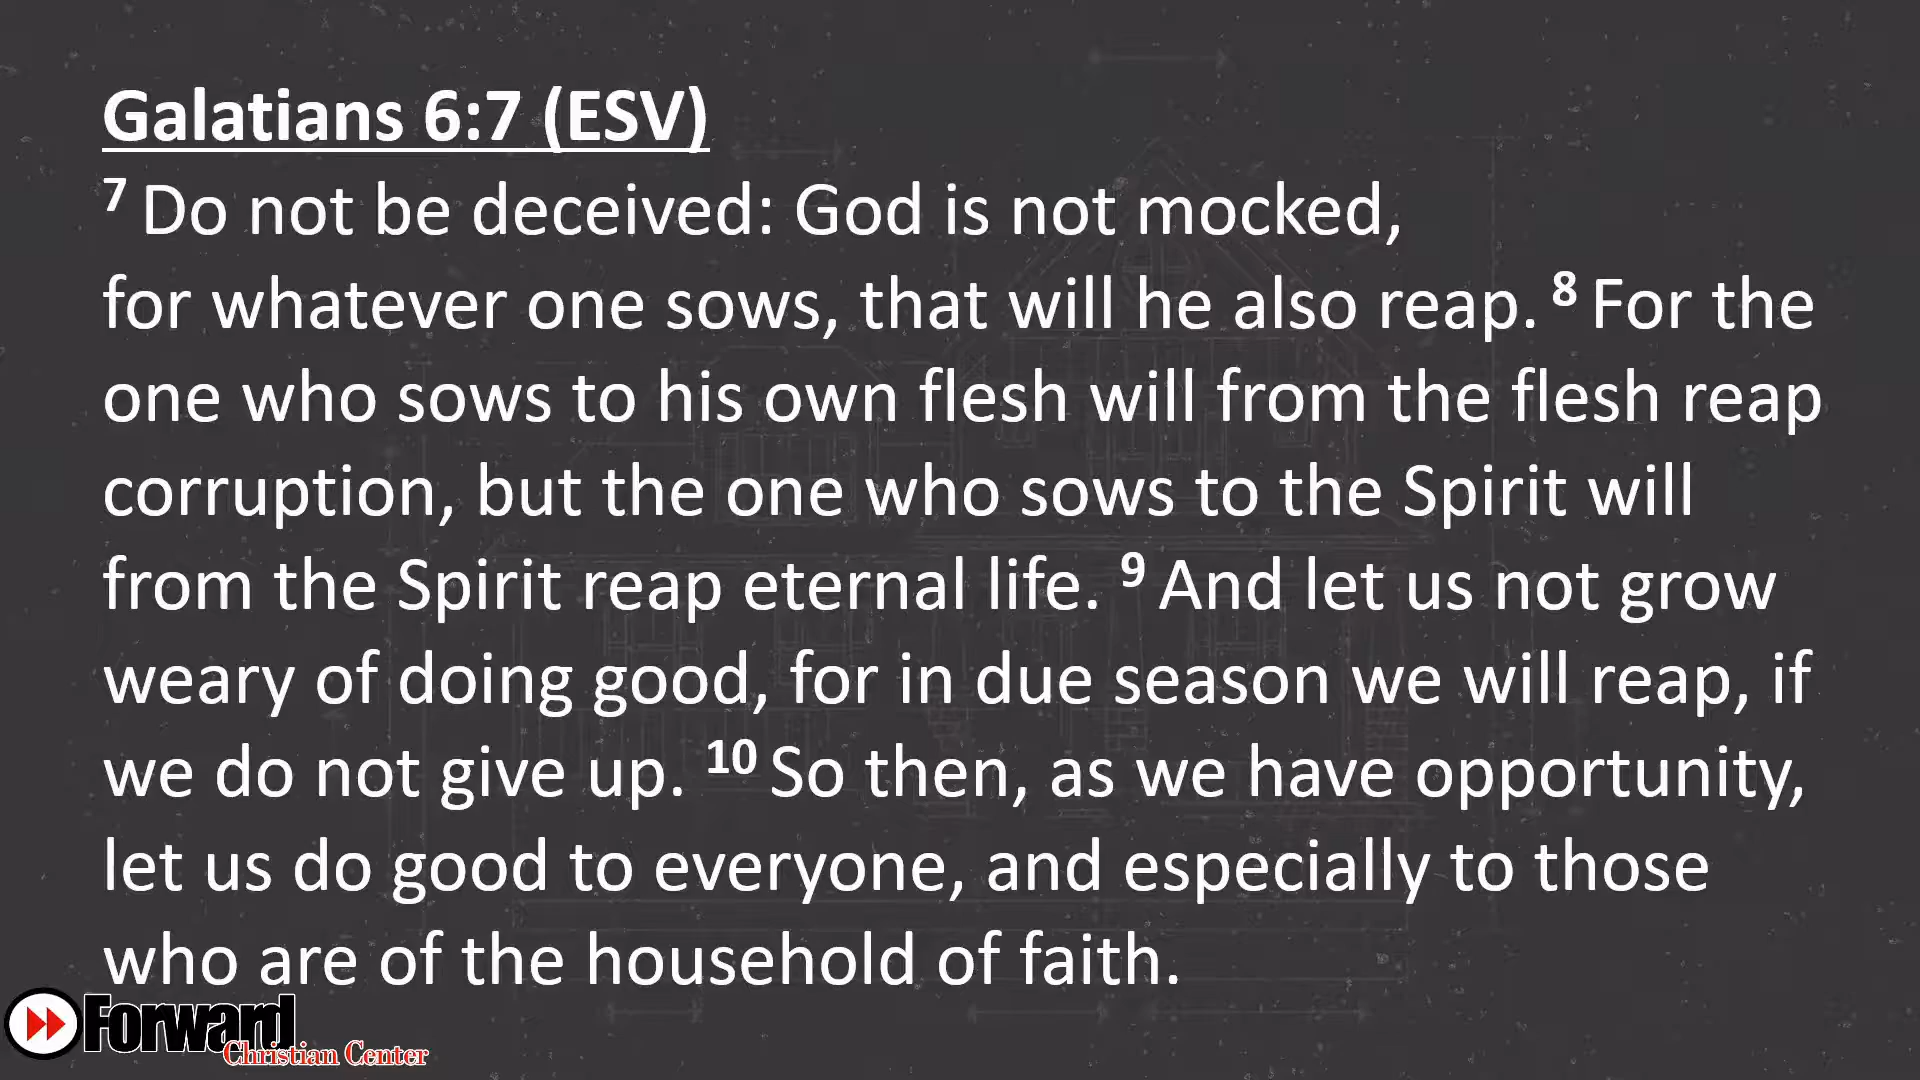 Galatians 6:7 (ESV)
7 Do not be deceived: God is not mocked,
for whatever one sows, that will he also reap. 8 For the
one who sows to his own flesh will from the flesh reap
corruption, but the one who sows to the Spirit will
from the Spirit reap eternal life. 9 And let us not grow
weary of doing good, for in due season we will reap, if
we do not give up. 10 So then, as we have opportunity,
let us do good to everyone, and especially to those
who are of the household of faith.
Forward
Christian Center